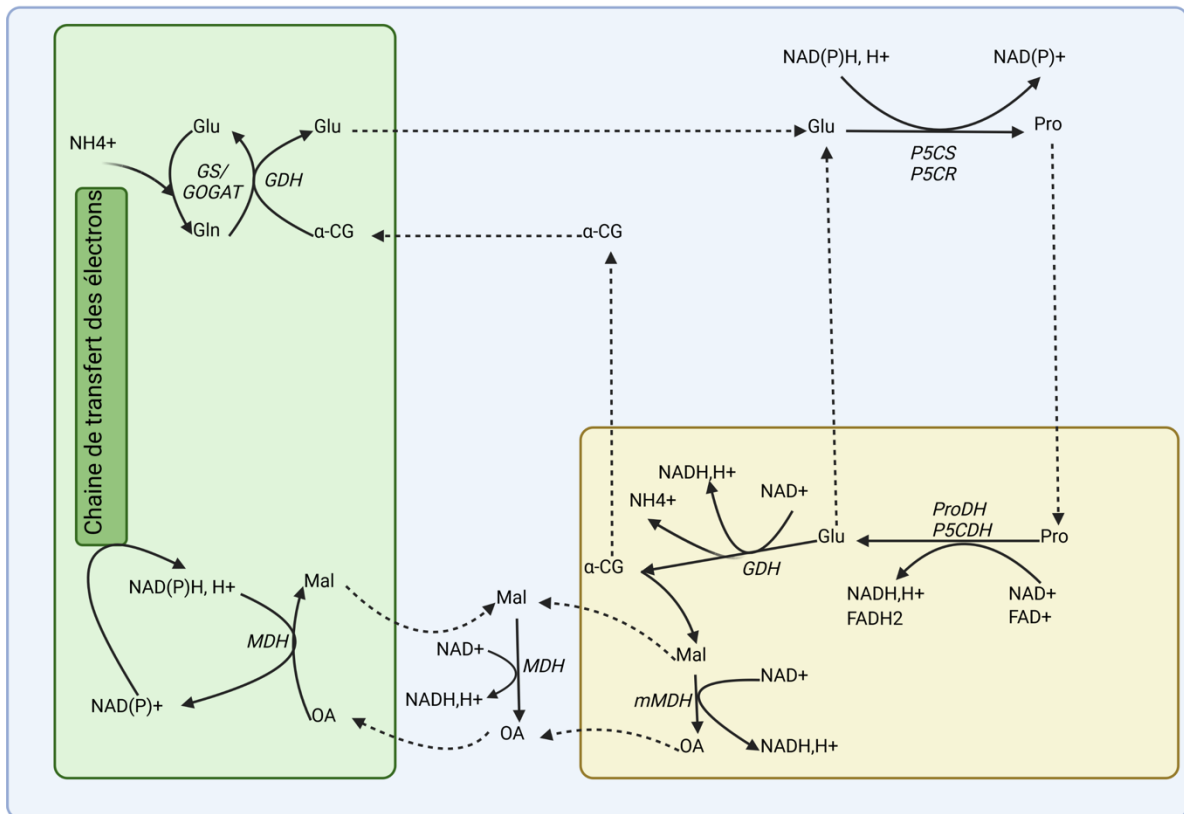 NAD(P)H, H+
NAD(P)+
NH4+
Glu
Glu
Glu
Pro
GS/
GOGAT
GDH
P5CS
P5CR
Gln
α-CG
α-CG
Chaine de transfert des électrons
NADH,H+
NAD+
NH4+
ProDH
P5CDH
Glu
Pro
GDH
α-CG
NADH,H+
FADH2
NAD+
FAD+
NAD(P)H, H+
Mal
Mal
MDH
NAD+
MDH
Mal
NADH,H+
mMDH
NAD+
NAD(P)+
OA
OA
OA
NADH,H+